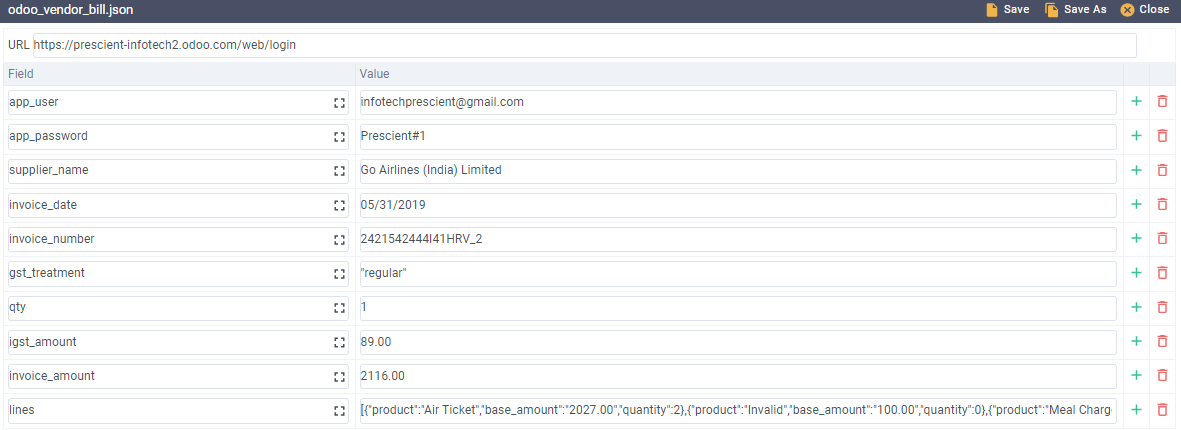 odoo_vendor_bill.json Save Save As Close
URL https://prescient-infotech2.odoo.com/web/login
Field Value
app_user infotechprescient@gmail.com
app_password Prescient#1
supplier_name Go Airlines (India) Limited
invoice_date 05/31/2019
invoice_number 2421542444I41HRV_2
gst_treatment "regular"
qty 1
igst_amount 89.00
invoice_amount 2116.00
lines [{"product":"Air Ticket","base_amount":"2027.00","quantity":2},{"product":"Invalid","base_amount":"100.00","quantity":0},{"product":"Meal Charg